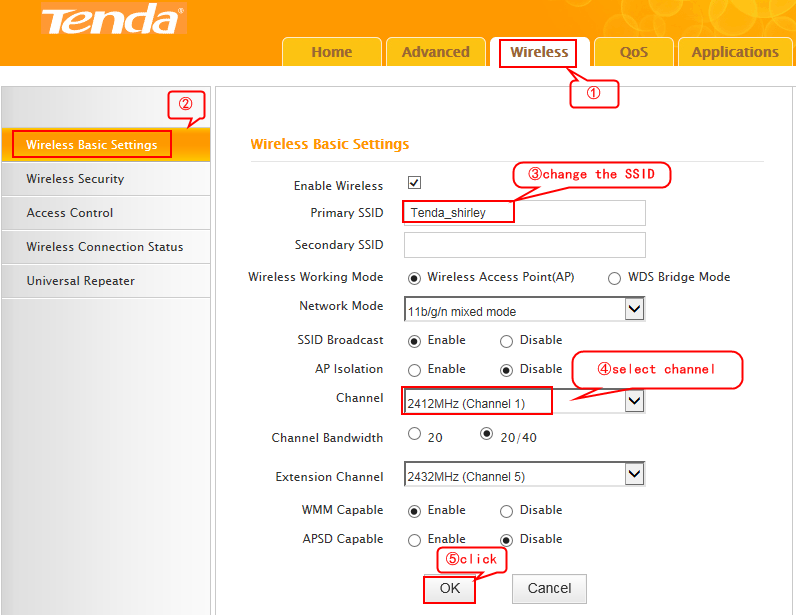 Tenda®
Home Advanced Wireless QoS Applications
①
②
Wireless Basic Settings
Wireless Security
Access Control
Wireless Connection Status
Universal Repeater
Wireless Basic Settings
③change the SSID
Enable Wireless
Primary SSID Tenda_shirley
Secondary SSID
Wireless Working Mode Wireless Access Point(AP) WDS Bridge Mode
Network Mode 11b/g/n mixed mode
SSID Broadcast Enable Disable
AP Isolation Enable Disable
④select channel
Channel 2412MHz (Channel 1)
Channel Bandwidth 20 20/40
Extension Channel 2432MHz (Channel 5)
WMM Capable Enable Disable
APSD Capable Enable Disable
⑤click
OK Cancel